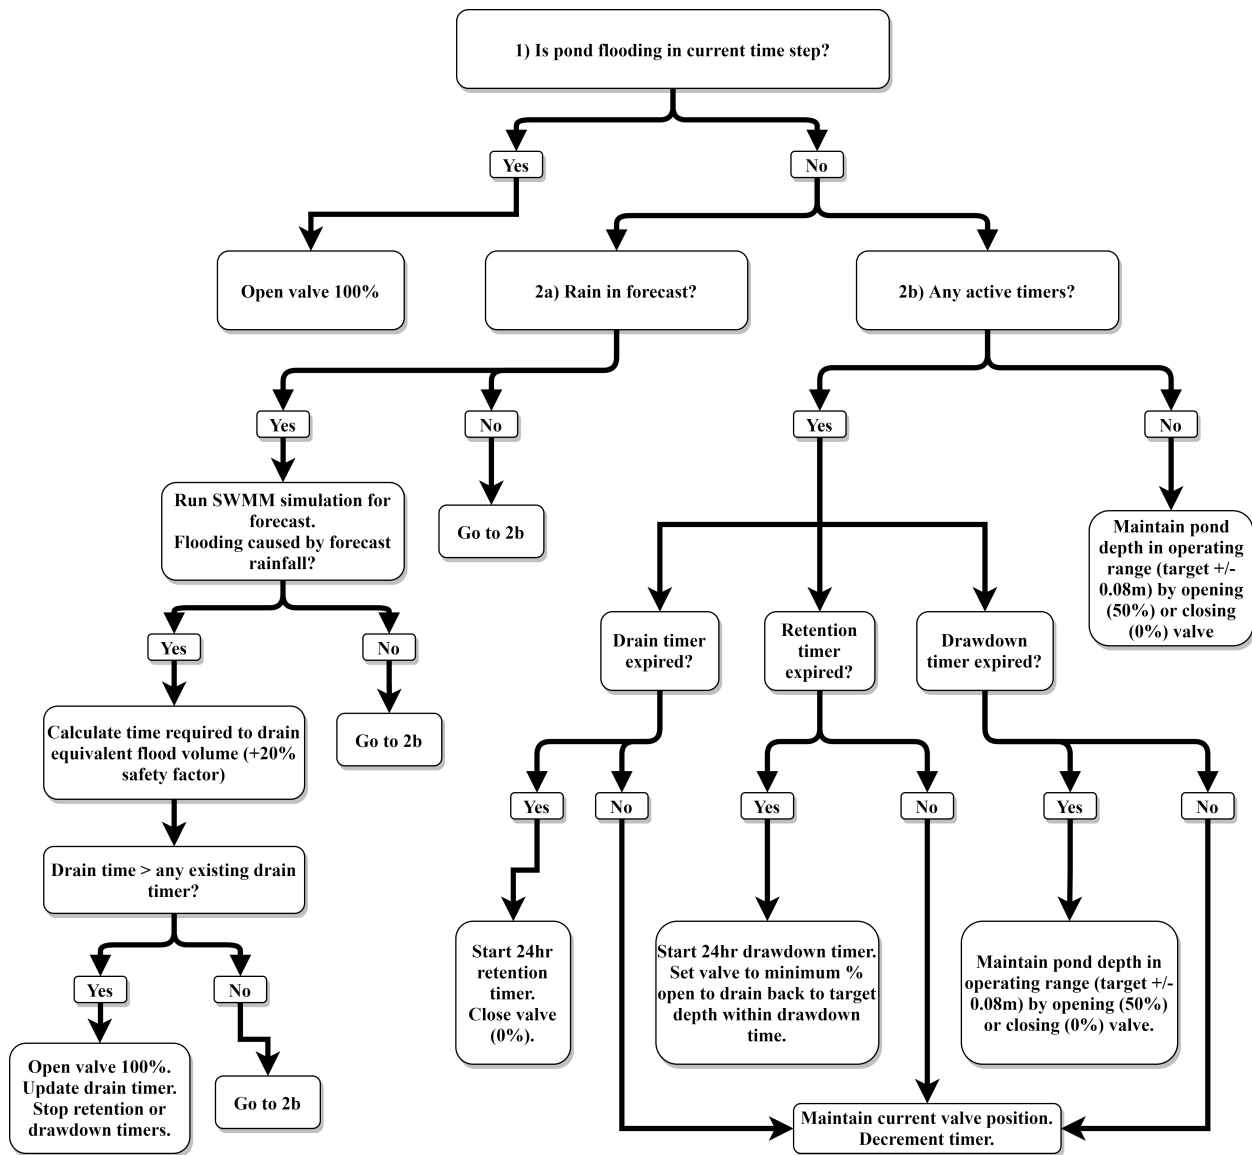 1) Is pond flooding in current time step?
Yes
No
Open valve 100%
2a) Rain in forecast?
2b) Any active timers?
Yes
No
Yes
No
Run SWMM simulation for
forecast.
Flooding caused by forecast
rainfall?
Go to 2b
Maintain pond
depth in operating
range (target +/-
0.08m) by opening
(50%) or closing
(0%) valve
Yes
No
Drain timer
expired?
Retention
timer
expired?
Drawdown
timer expired?
Calculate time required to drain
equivalent flood volume (+20%
safety factor)
Go to 2b
Yes
No
Yes
No
Yes
No
Drain time > any existing drain
timer?
Yes
No
Start 24hr
retention
timer.
Close valve
(0%).
Start 24hr drawdown timer.
Set valve to minimum %
open to drain back to target
depth within drawdown
time.
Maintain pond depth in
operating range (target +/-
0.08m) by opening (50%)
or closing (0%) valve.
Open valve 100%.
Update drain timer.
Stop retention or
drawdown timers.
Go to 2b
Maintain current valve position.
Decrement timer.